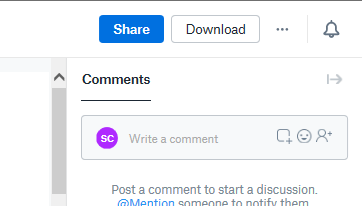 Share Download ...
Comments
SC Write a comment
Post a comment to start a discussion.
@Mention someone to notify them.